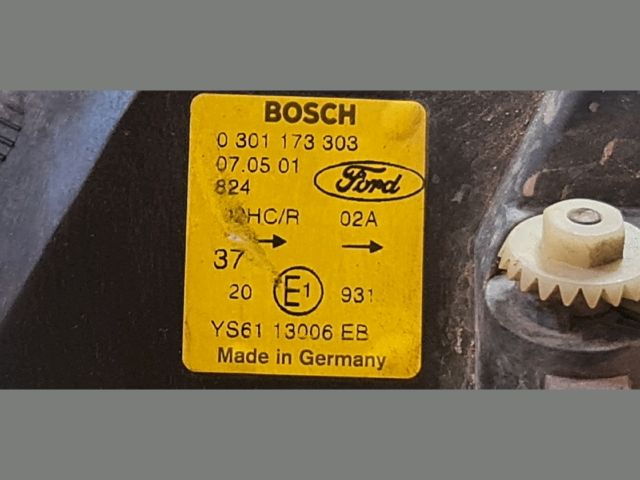 BOSCH
0 301 173 303
07.05 01
824
Ford
HC/R 02A
37
20 E1 931
YS61 13006 EB
Made in Germany